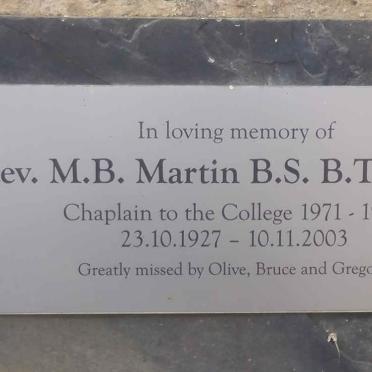 In loving memory of
ev. M.B. Martin B.S. B.T
Chaplain to the College 1971 - 1
23.10.1927 – 10.11.2003
Greatly missed by Olive, Bruce and Grego